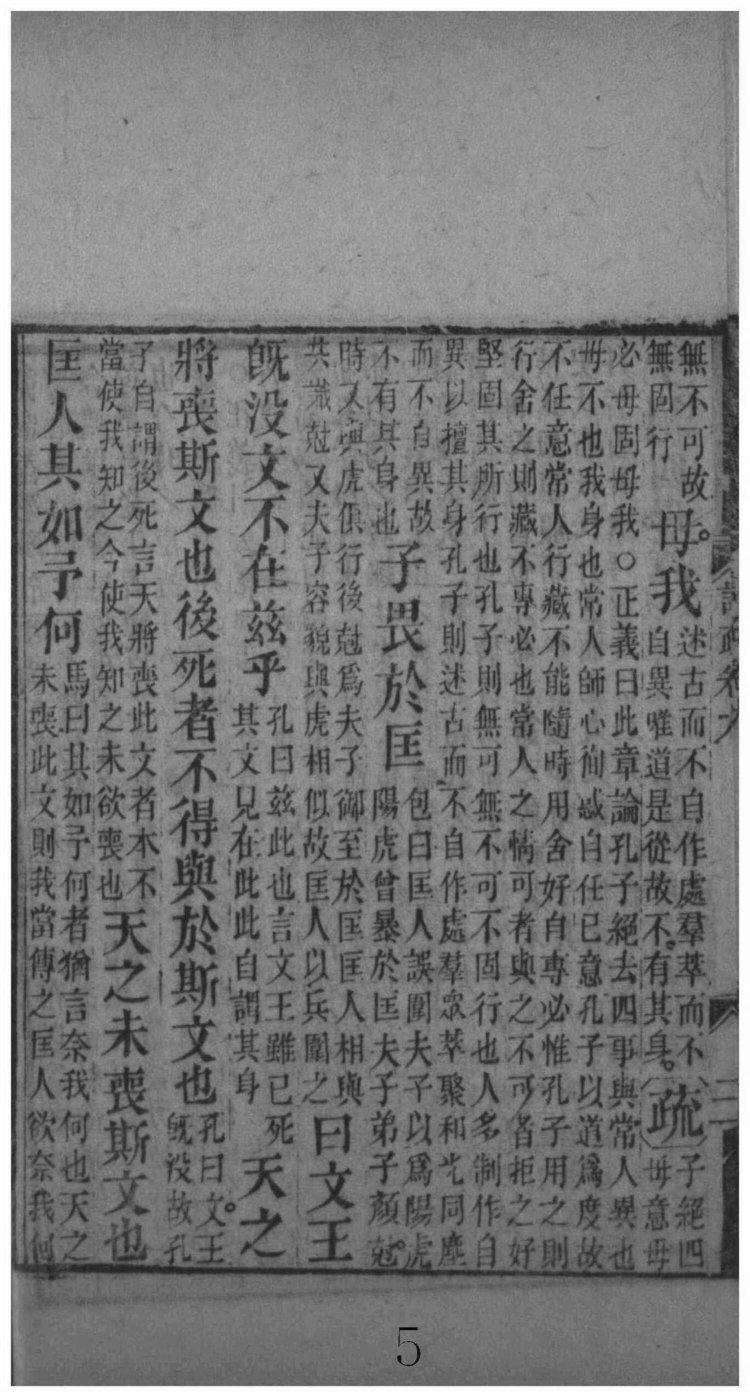 無不可故無固行毋我述古而不自作處羣萃而不自異唯道是從故不有其身疏子絕四毋意毋
必毋固毋我○正義曰此章論孔子絕去四事與常人異也
毋不也我身也常人師心徇惑自任己意孔子以道爲度故
不任意常人行藏不能隨時用舍好自專必惟孔子用之則
行舍之則藏不專必也常人之情可者與之不可者拒之好
堅固其所行也孔子則無可無不可不固行也人多制作自
異以擅其身孔子則述古而不自作處羣眾萃聚和光同塵
而不自異故不有其身也子畏於匡包曰匡人誤圍夫子以爲陽虎陽虎曾暴於匡夫子弟子顏尅
時又與虎俱行後尅爲夫子御至於匡匡人相與共識尅又夫子容貌與虎相似故匡人以兵圍之曰文王
既没文不在兹乎孔曰兹此也言文王雖已死其文見在此此自謂其身天之
將喪斯文也後死者不得與於斯文也孔曰文王既没故孔
子自謂後死言天將喪此文者本不當使我知之今使我知之未欲喪也天之未喪斯文也
匡人其如予何馬曰其如予何者猶言奈我何也天之未喪此文則我當傳之匡人欲奈我何
5